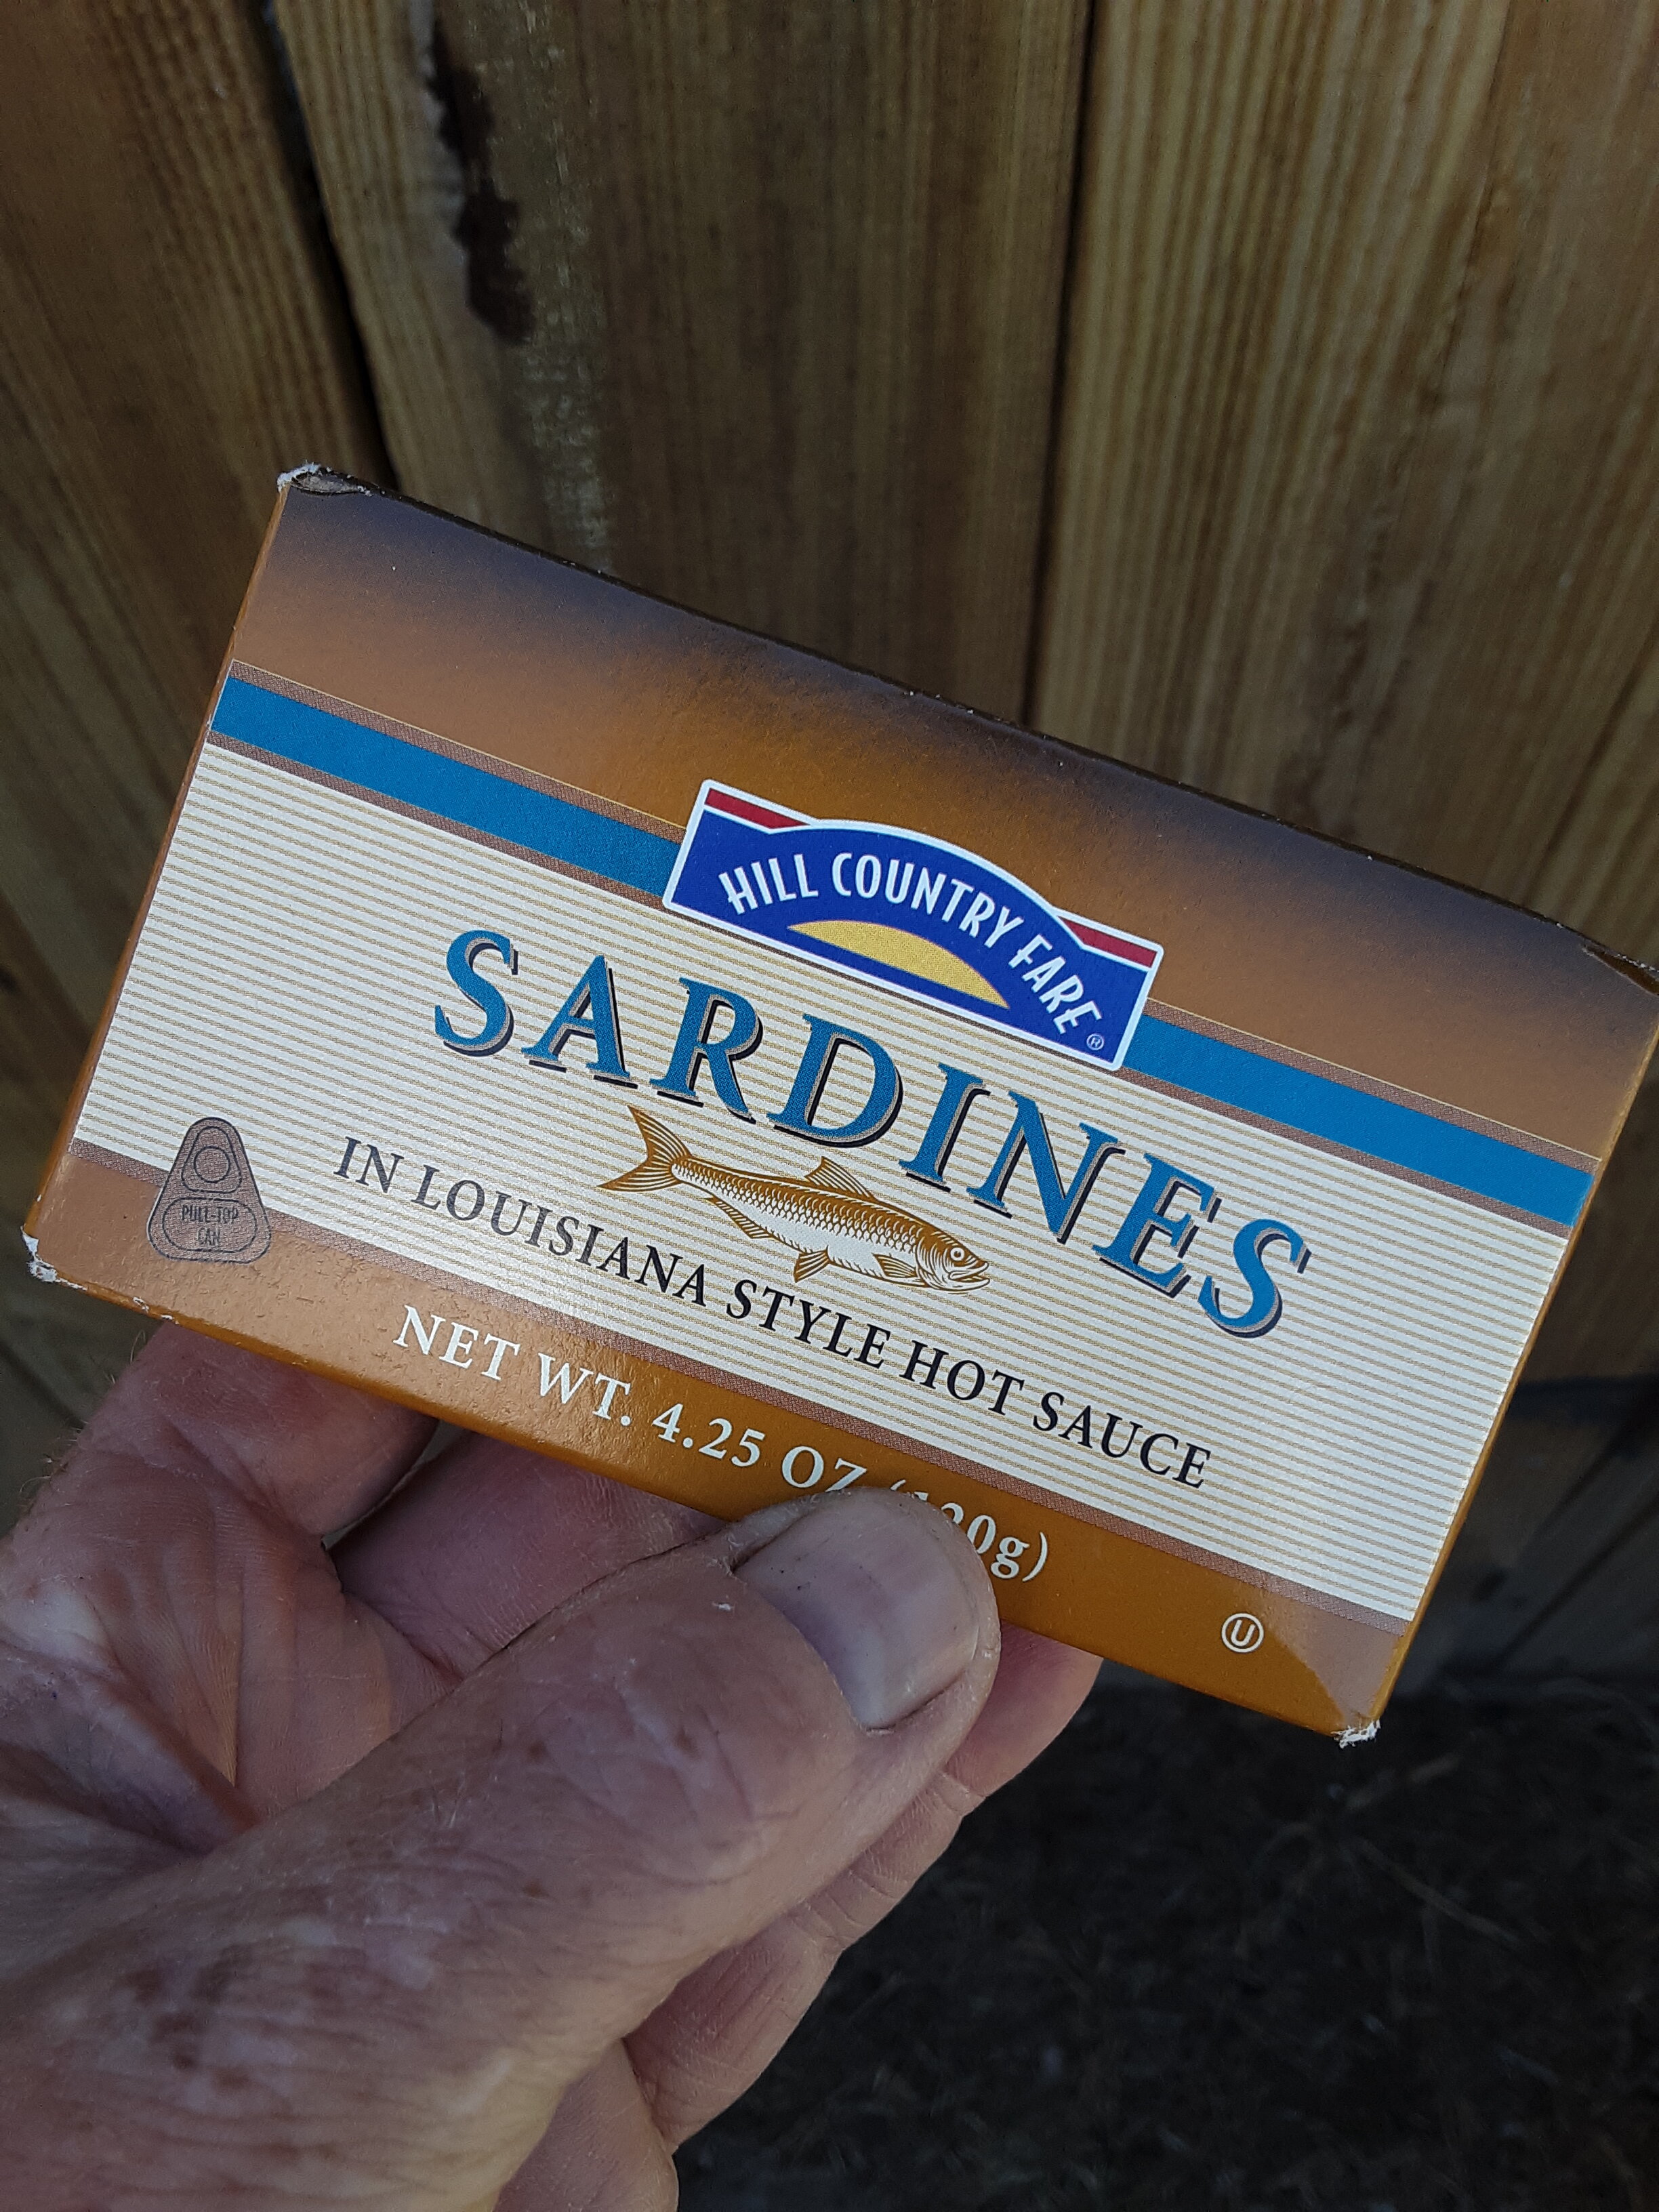 HILL COUNTRY FARE®
SARDINES
IN LOUISIANA STYLE HOT SAUCE
PULL-TOP
CAN
NET WT. 4.25 OZ
U